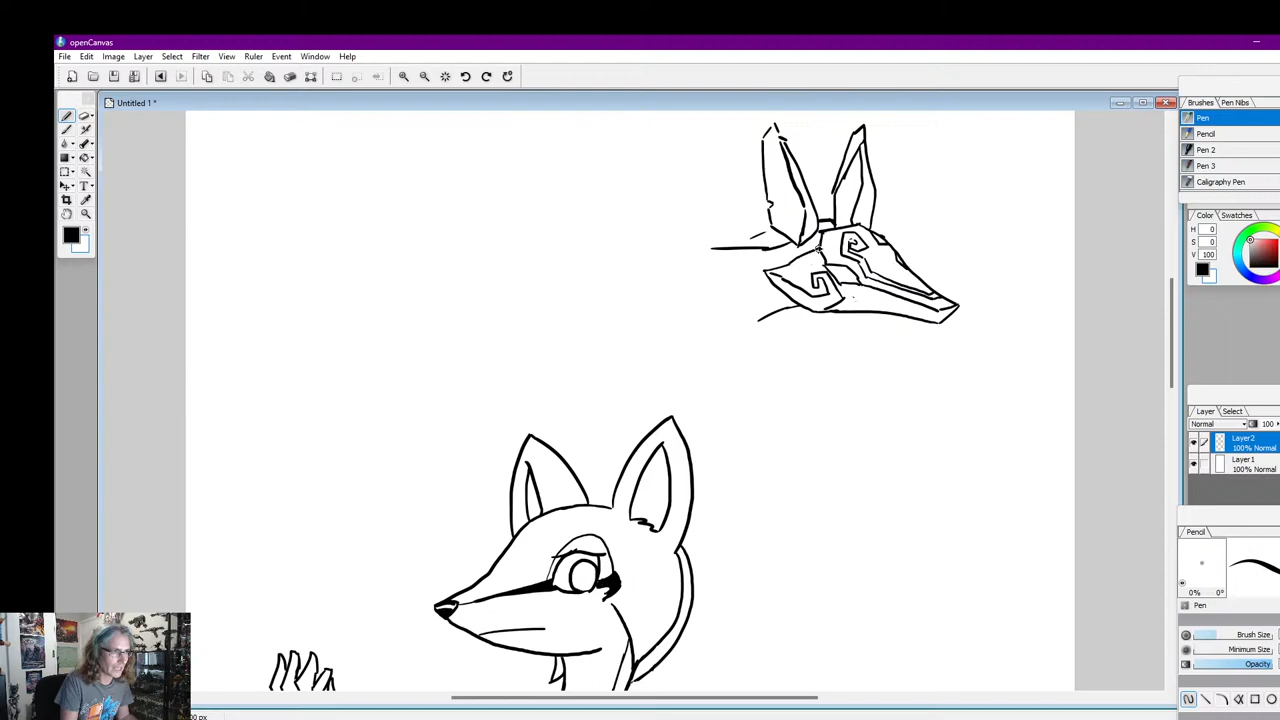 openCanvas
File Edit Image Layer Select Filter View Ruler Event Window Help
Untitled 1 *
Brushes Pen Nibs
Pen
Pencil
Pen 2
Pen 3
Caligraphy Pen
Color Swatches
H 0
S 0
V 100
Layer Select
Normal 100
Layer2
100% Normal
Layer1
100% Normal
Pencil
0% 0°
Pen
Brush Size
Minimum Size
Opacity
px